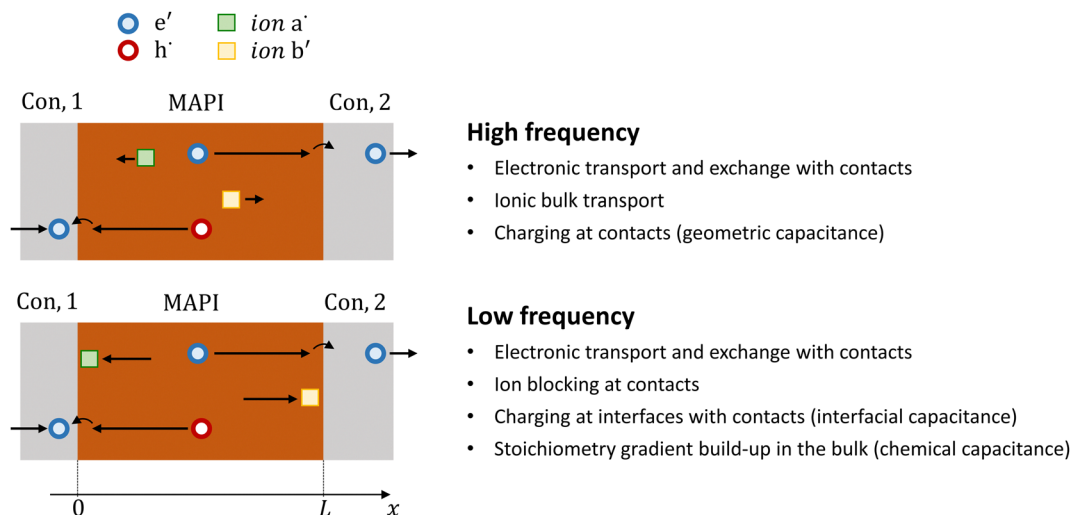 e′ ion a˙
h˙ ion b′
Con, 1 MAPI Con, 2
High frequency
• Electronic transport and exchange with contacts
• Ionic bulk transport
• Charging at contacts (geometric capacitance)
Con, 1 MAPI Con, 2
Low frequency
• Electronic transport and exchange with contacts
• Ion blocking at contacts
• Charging at interfaces with contacts (interfacial capacitance)
• Stoichiometry gradient build-up in the bulk (chemical capacitance)
0 L x